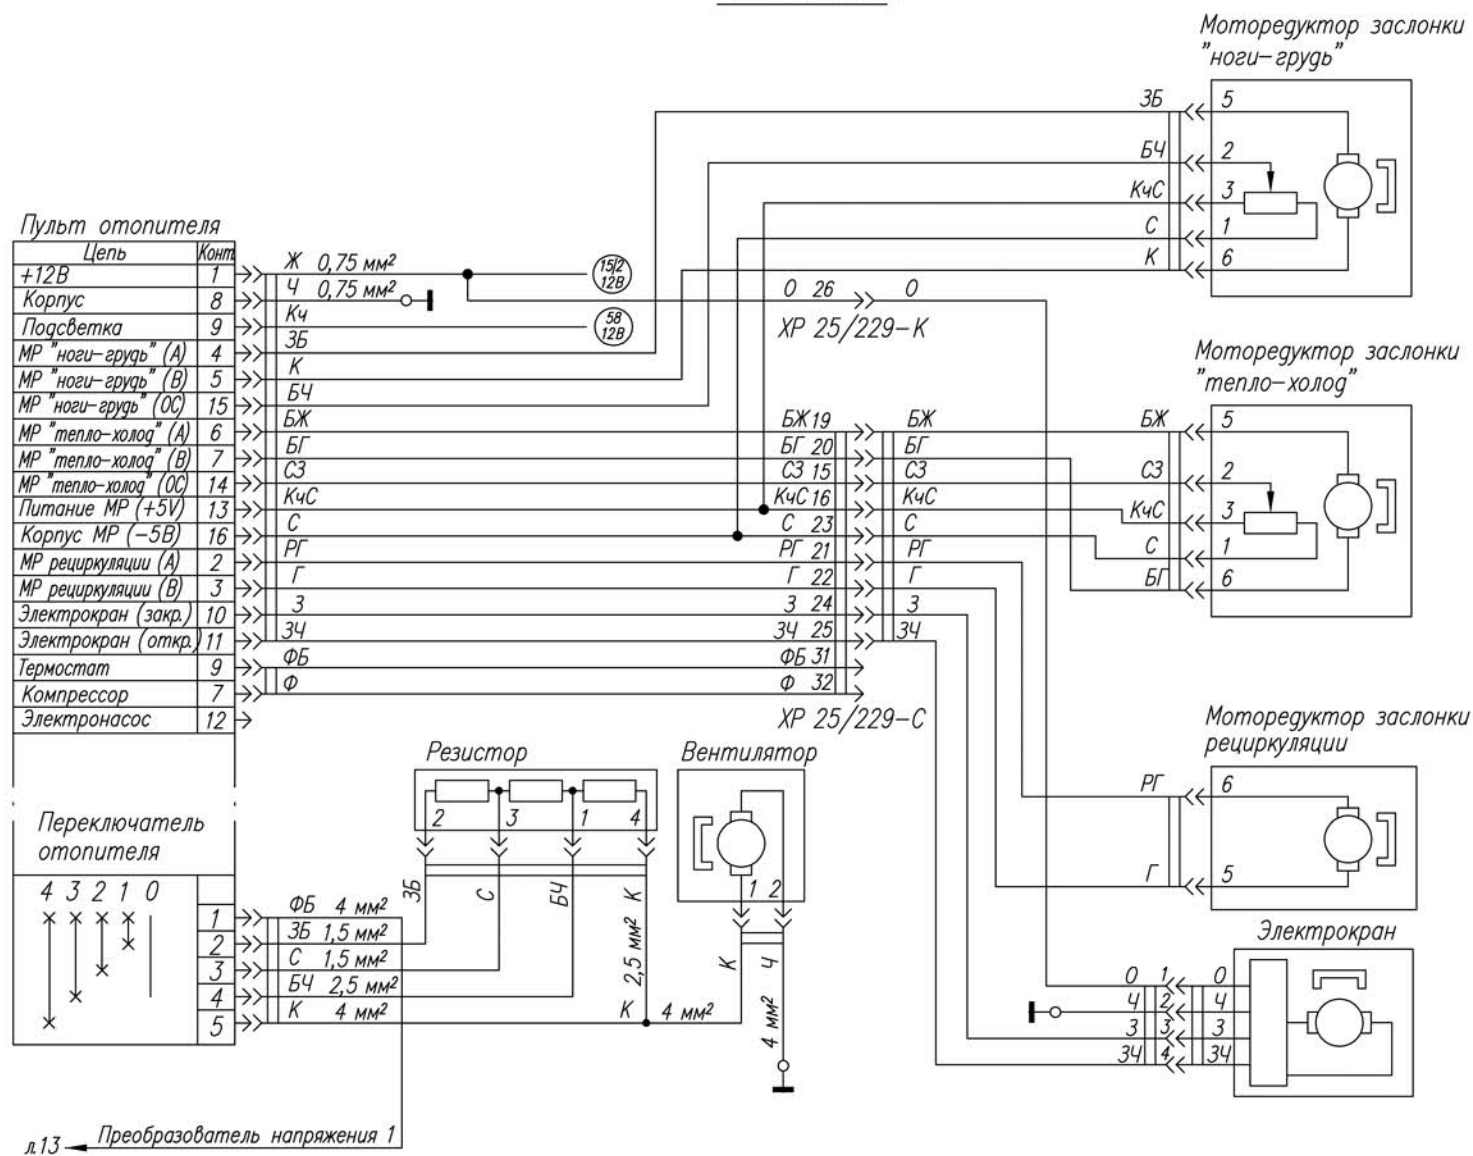 Моторедуктор заслонки
"ноги-грудь"
ЗБ 5
БЧ 2
КчС 3
С 1
К 6
Пульт отопителя
Цепь Конт
+12В 1 Ж 0,75 мм² 15/2 12В
Корпус 8 Ч 0,75 мм² О 26 О
ХР 25/229-К
Подсветка 9 Кч 58 12В
МР "ноги-грудь" (А) 4 ЗБ
МР "ноги-грудь" (В) 5 К
МР "ноги-грудь" (ОС) 15 БЧ
МР "тепло-холод" (А) 6 БЖ БЖ 19 БЖ
МР "тепло-холод" (В) 7 БГ БГ 20 БГ
МР "тепло-холод" (ОС) 14 СЗ СЗ 15 СЗ
Питание МР (+5V) 13 КчС КчС 16 КчС
Корпус МР (-5В) 16 С С 23 С
МР рециркуляции (А) 2 РГ РГ 21 РГ
МР рециркуляции (В) 3 Г Г 22 Г
Электрокран (закр.) 10 З З 24 З
Электрокран (откр.) 11 ЗЧ ЗЧ 25 ЗЧ
Термостат 9 ФБ ФБ 31
Компрессор 7 Ф Ф 32
Электронасос 12
ХР 25/229-С
Моторедуктор заслонки
"тепло-холод"
БЖ 5
СЗ 2
КчС 3
С 1
БГ 6
Моторедуктор заслонки
рециркуляции
РГ 6
Г 5
Резистор
2 3 1 4
ЗБ С БЧ К
2,5 мм²
Вентилятор
1 2
К Ч
4 мм²
Переключатель
отопителя
4 3 2 1 0
1 ФБ 4 мм²
2 ЗБ 1,5 мм²
3 С 1,5 мм²
4 БЧ 2,5 мм²
5 К 4 мм² К 4 мм²
Электрокран
О 1 О
Ч 2 Ч
З 3 З
ЗЧ 4 ЗЧ
л.13 Преобразователь напряжения 1